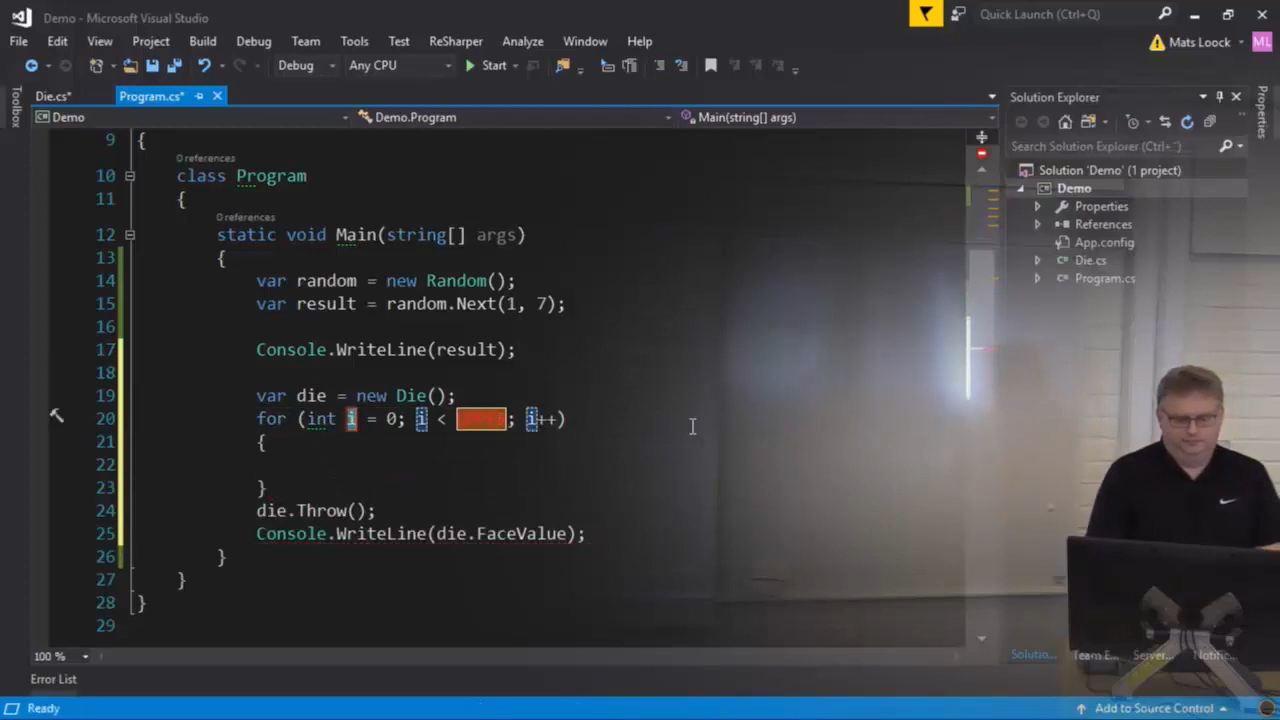 Demo - Microsoft Visual Studio
Quick Launch (Ctrl+Q)
File Edit View Project Build Debug Team Tools Test ReSharper Analyze Window Help
Mats Loock ML
Debug Any CPU Start
Toolbox
Die.cs* Program.cs*
Demo Demo.Program Main(string[] args)
9 {
0 references
10 class Program
11 {
0 references
12 static void Main(string[] args)
13 {
14 var random = new Random();
15 var result = random.Next(1, 7);
16
17 Console.WriteLine(result);
18
19 var die = new Die();
20 for (int i = 0; i < ; i++)
21 {
22
23 }
24 die.Throw();
25 Console.WriteLine(die.FaceValue);
26 }
27 }
28 }
29
100 %
Error List
Ready
Solution Explorer
Search Solution Explorer (Ctrl+¨)
Solution 'Demo' (1 project)
Demo
Properties
References
App.config
Die.cs
Program.cs
Properties
Solutio... Team E... Server... Notific...
Add to Source Control